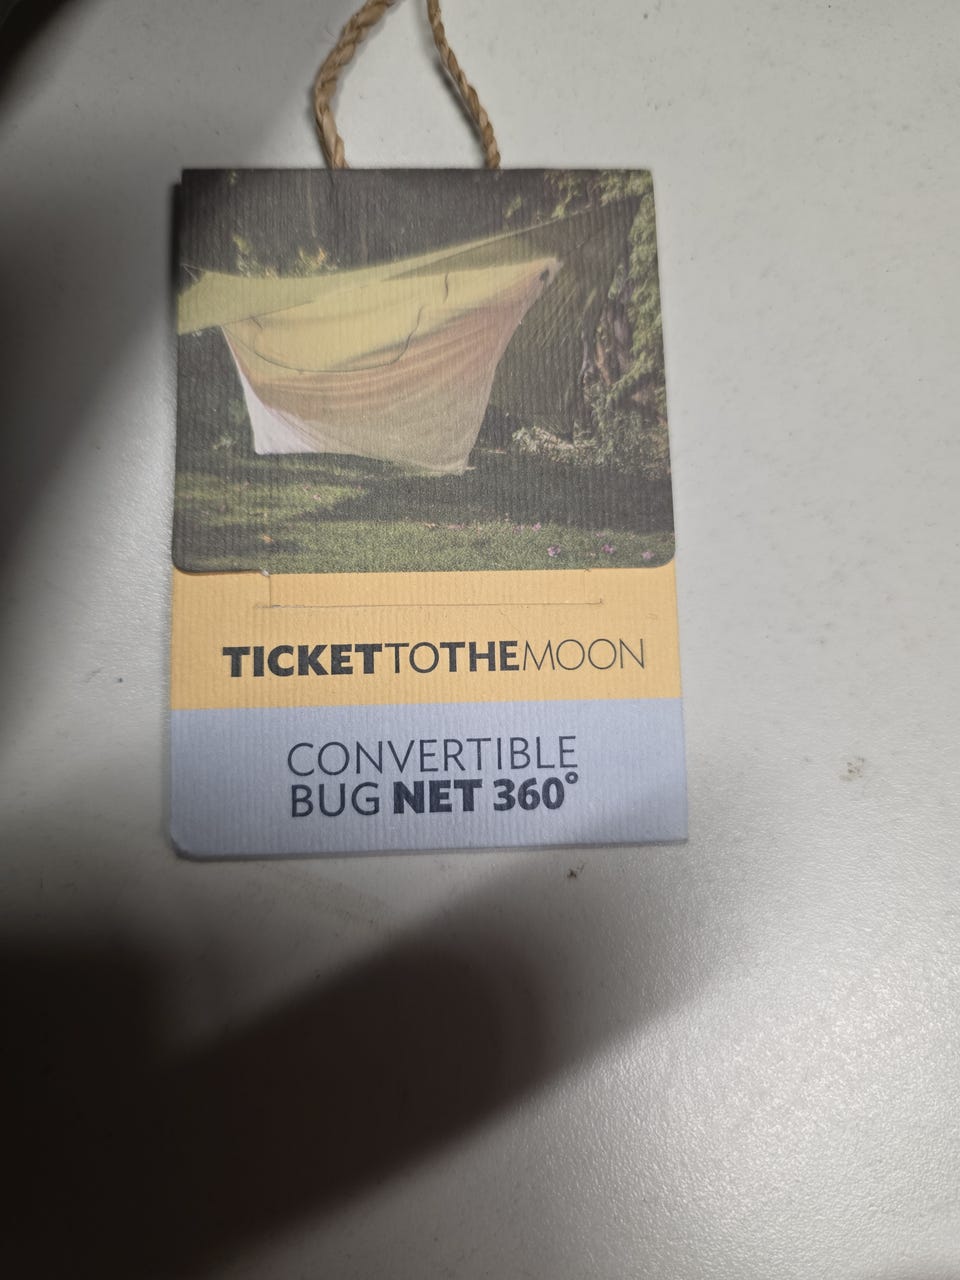 TICKETTOTHEMOON
CONVERTIBLE
BUG NET 360°